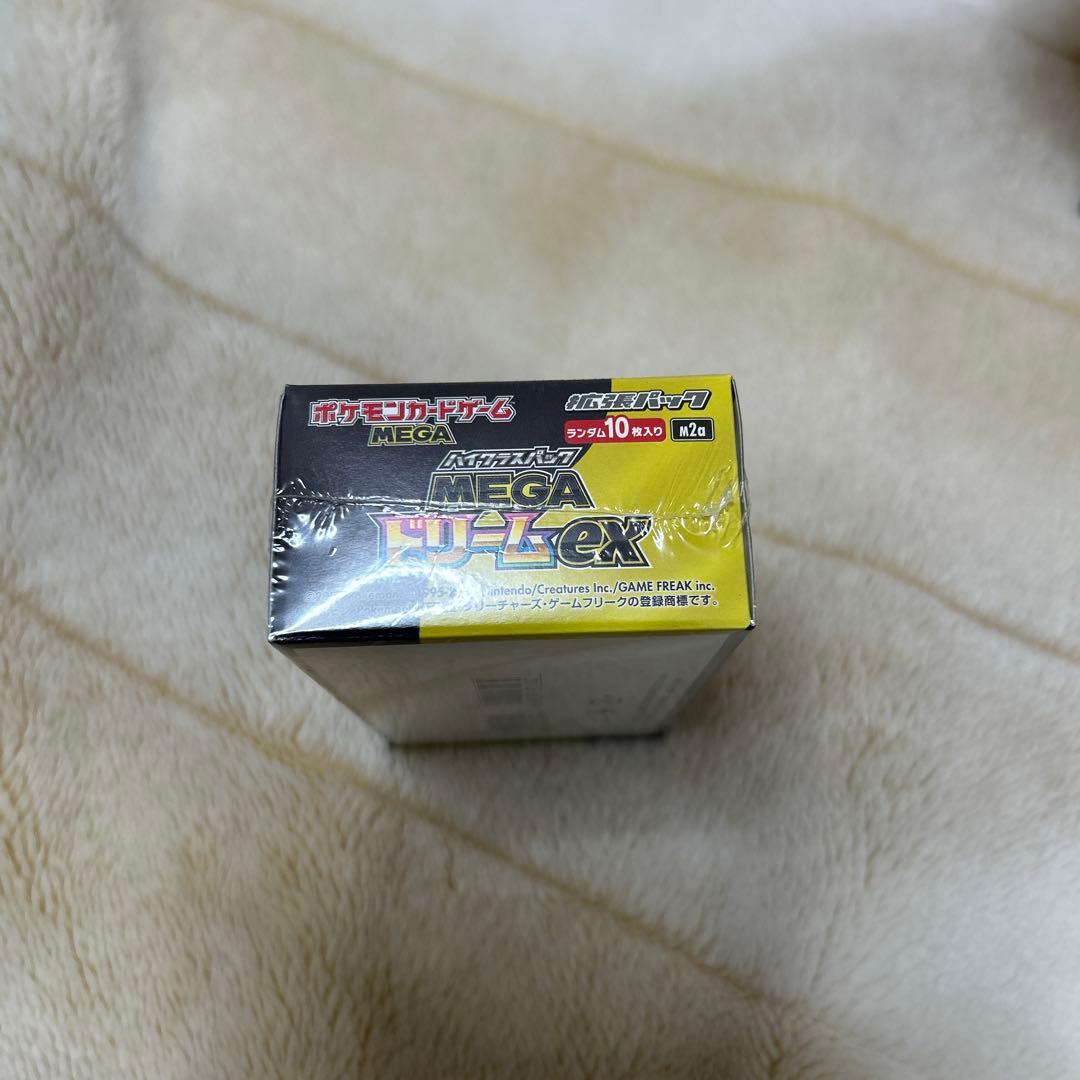 ポケモンカードゲーム
MEGA
拡張パック
ランダム10枚入り M2a
ハイクラスパック
MEGA
ドリームex
intendo/Creatures Inc./GAME FREAK inc.
リーチャーズ・ゲームフリークの登録商標です。